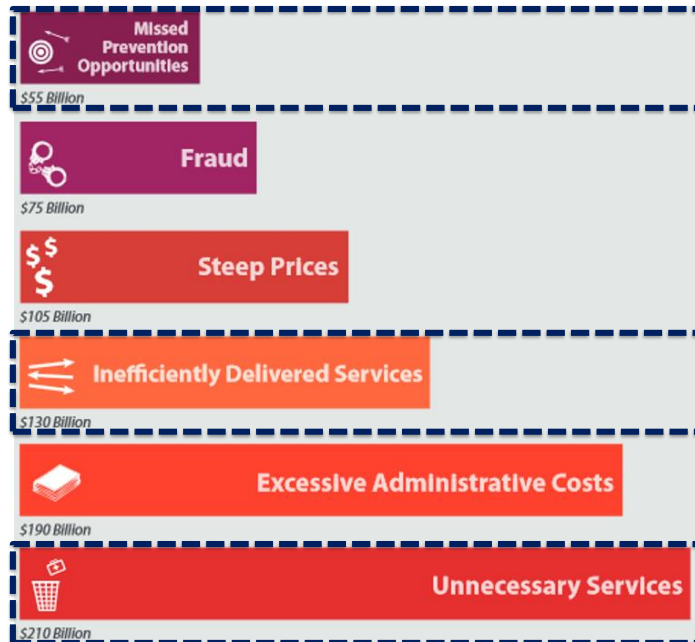 Missed
Prevention
Opportunities
$55 Billion
Fraud
$75 Billion
$ $
$
Steep Prices
$105 Billion
Inefficiently Delivered Services
$130 Billion
Excessive Administrative Costs
$190 Billion
Unnecessary Services
$210 Billion